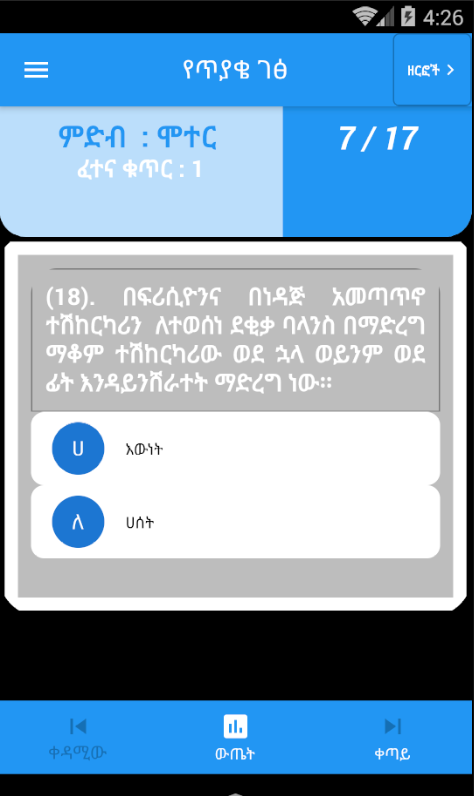 4:26
የጥያቄ ገፅ
ዘርፎች
ምድብ : ሞተር
ፈተና ቁጥር : 1
7 / 17
(18). በፍሪሲዮንና በነዳጅ አመጣጥኖ
ተሽከርካሪን ለተወሰነ ደቂቃ ባላንስ በማድረግ
ማቆም ተሽከርካሪው ወደ ኋላ ወይንም ወደ
ፊት እንዳይንሸራተት ማድረግ ነው።
ሀ እውነት
ለ ሀሰት
ቀዳሚው
ውጤት
ቀጣይ